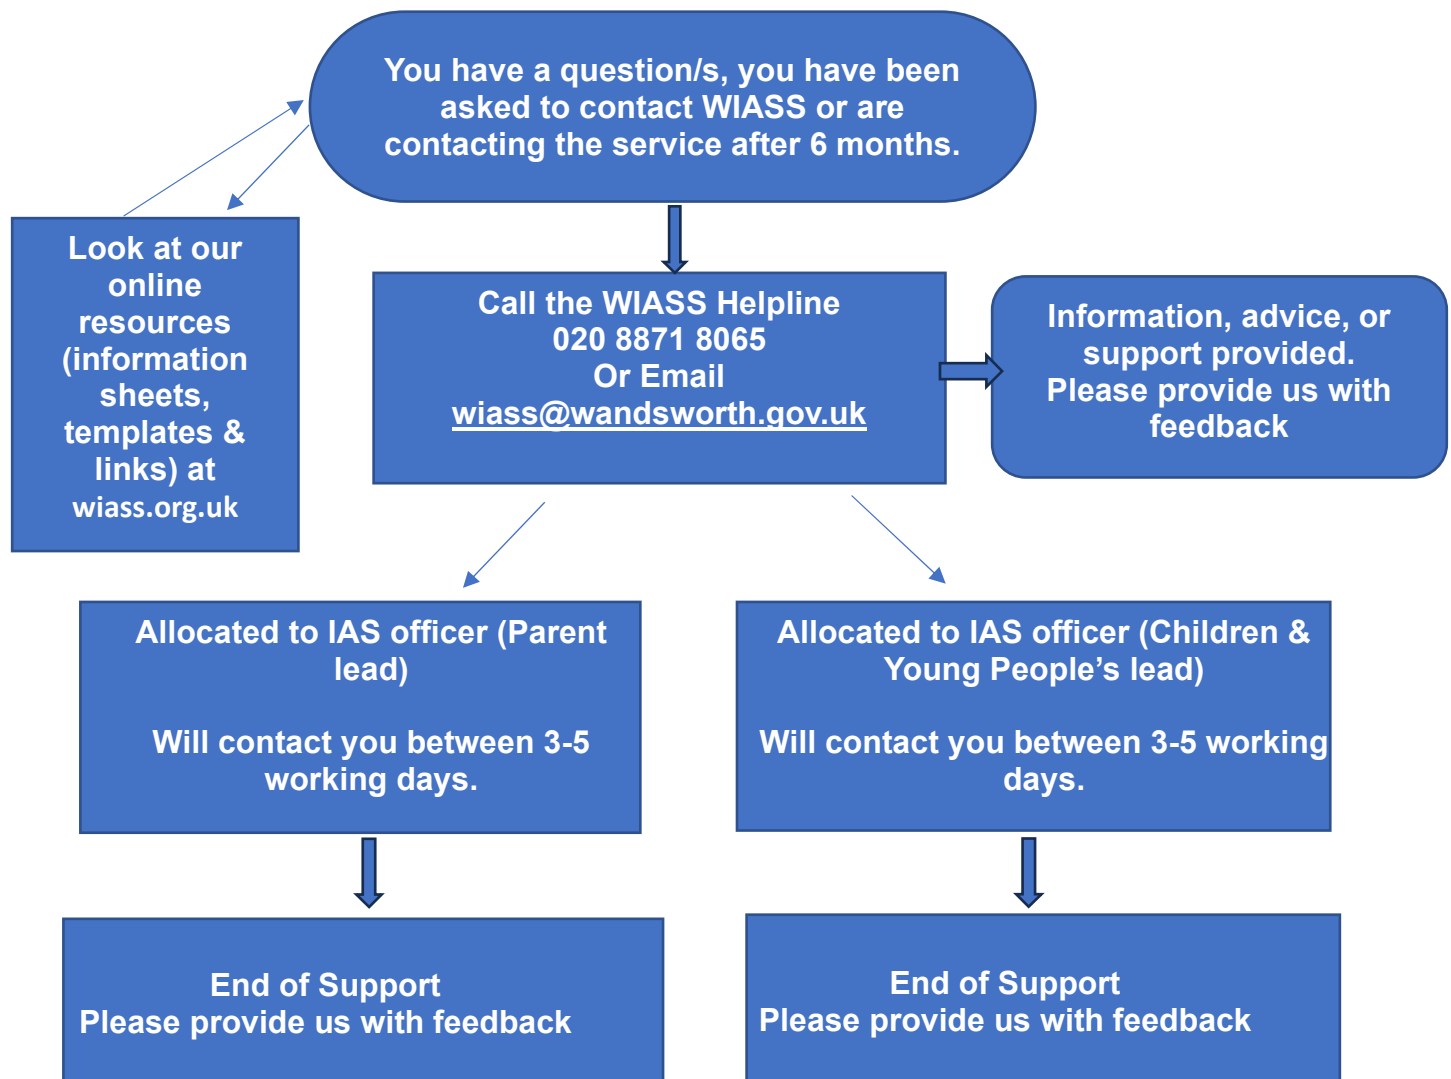 You have a question/s, you have been
asked to contact WIASS or are
contacting the service after 6 months.
Look at our
online
resources
(information
sheets,
templates &
links) at
wiass.org.uk
Call the WIASS Helpline
020 8871 8065
Or Email
wiass@wandsworth.gov.uk
Information, advice, or
support provided.
Please provide us with
feedback
Allocated to IAS officer (Parent
lead)
Will contact you between 3-5
working days.
Allocated to IAS officer (Children &
Young People’s lead)
Will contact you between 3-5 working
days.
End of Support
Please provide us with feedback
End of Support
Please provide us with feedback